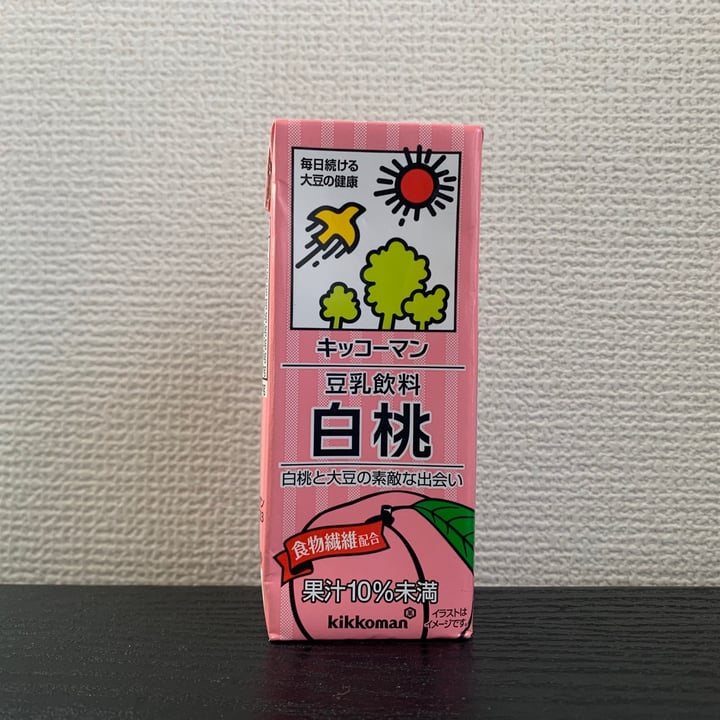 毎日続ける
大豆の健康
キッコーマン
豆乳飲料
白桃
白桃と大豆の素敵な出会い
食物繊維配合
果汁10%未満
kikkoman
イラストは
イメージです。